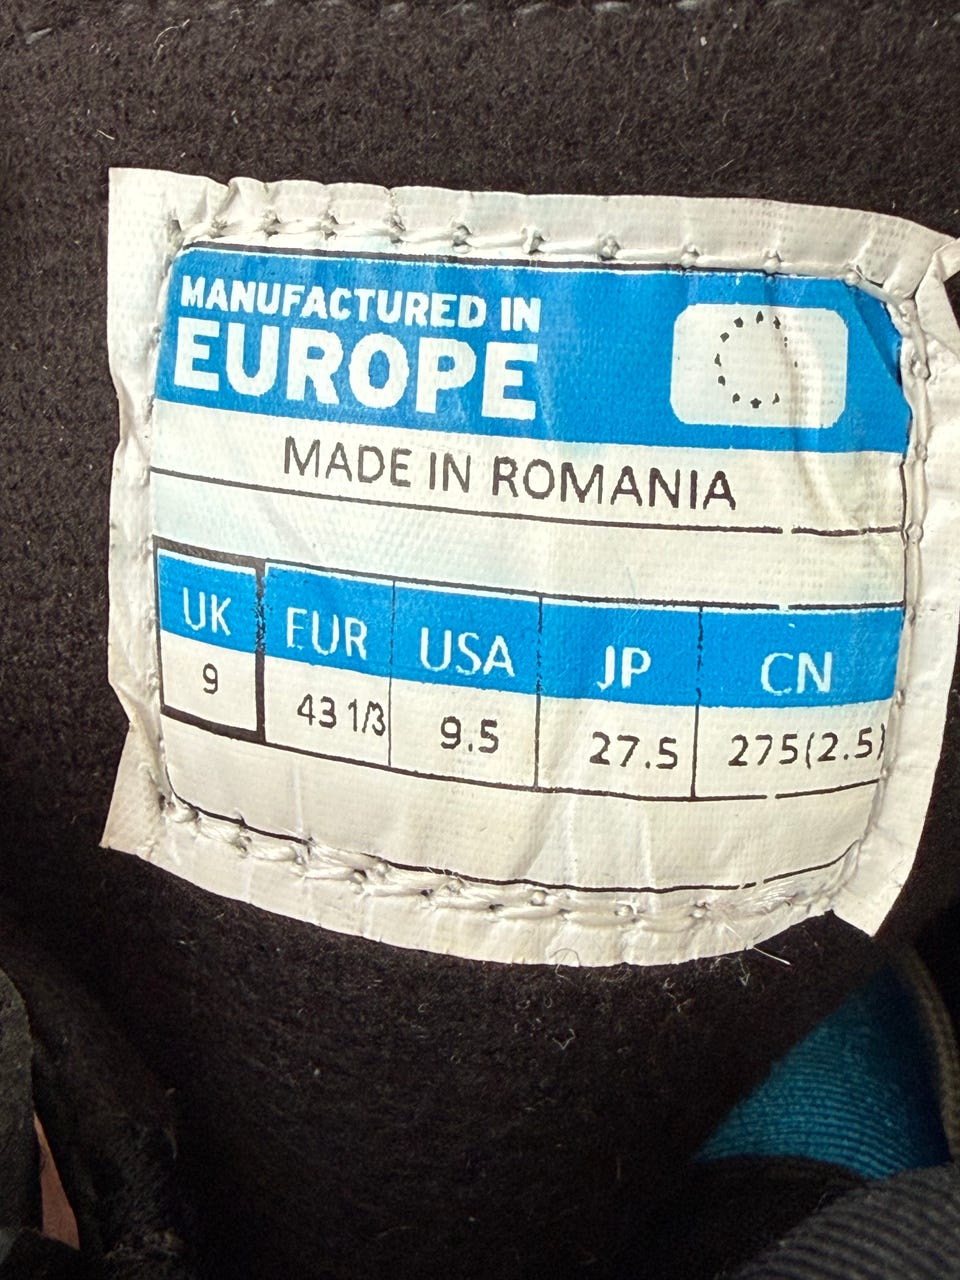 MANUFACTURED IN
EUROPE
MADE IN ROMANIA
UK EUR USA JP CN
9 43 1/3 9.5 27.5 275(2.5)